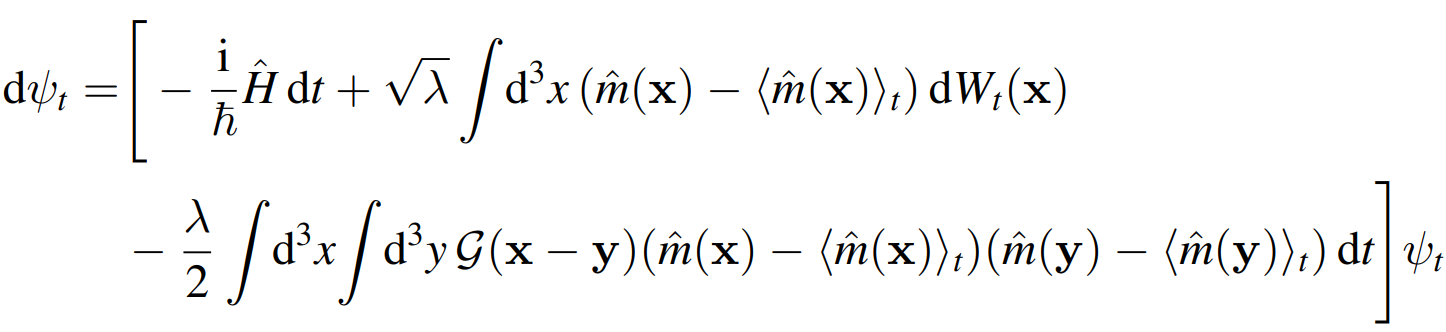 dψ_t = [ − i/ħ Ĥ dt + √λ ∫ d³x (m̂(𝐱) − ⟨m̂(𝐱)⟩_t) dW_t(𝐱)
− λ/2 ∫ d³x ∫ d³y 𝒢(𝐱 − 𝐲)(m̂(𝐱) − ⟨m̂(𝐱)⟩_t)(m̂(𝐲) − ⟨m̂(𝐲)⟩_t) dt ] ψ_t